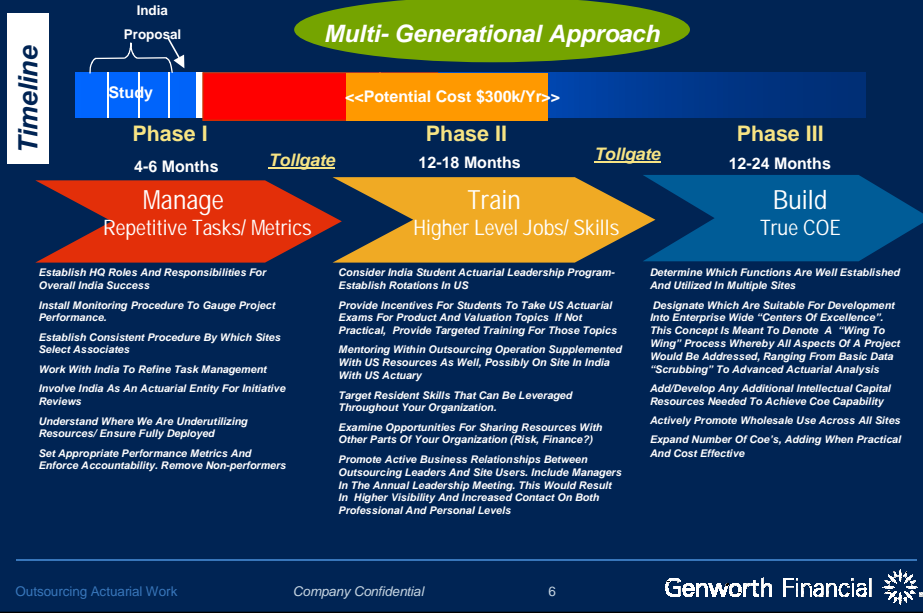 India
Proposal
Multi- Generational Approach
Timeline
Study
<<Potential Cost $300k/Yr>>
Phase I
4-6 Months
Tollgate
Phase II
12-18 Months
Tollgate
Phase III
12-24 Months
Manage
Repetitive Tasks/ Metrics
Train
Higher Level Jobs/ Skills
Build
True COE
Establish HQ Roles And Responsibilities For
Overall India Success
Install Monitoring Procedure To Gauge Project
Performance.
Establish Consistent Procedure By Which Sites
Select Associates
Work With India To Refine Task Management
Involve India As An Actuarial Entity For Initiative
Reviews
Understand Where We Are Underutilizing
Resources/ Ensure Fully Deployed
Set Appropriate Performance Metrics And
Enforce Accountability. Remove Non-performers
Consider India Student Actuarial Leadership Program-
Establish Rotations In US
Provide Incentives For Students To Take US Actuarial
Exams For Product And Valuation Topics If Not
Practical, Provide Targeted Training For Those Topics
Mentoring Within Outsourcing Operation Supplemented
With US Resources As Well, Possibly On Site In India
With US Actuary
Target Resident Skills That Can Be Leveraged
Throughout Your Organization.
Examine Opportunities For Sharing Resources With
Other Parts Of Your Organization (Risk, Finance?)
Promote Active Business Relationships Between
Outsourcing Leaders And Site Users. Include Managers
In The Annual Leadership Meeting. This Would Result
In Higher Visibility And Increased Contact On Both
Professional And Personal Levels
Determine Which Functions Are Well Established
And Utilized In Multiple Sites
Designate Which Are Suitable For Development
Into Enterprise Wide “Centers Of Excellence”.
This Concept Is Meant To Denote A “Wing To
Wing” Process Whereby All Aspects Of A Project
Would Be Addressed, Ranging From Basic Data
“Scrubbing” To Advanced Actuarial Analysis
Add/Develop Any Additional Intellectual Capital
Resources Needed To Achieve Coe Capability
Actively Promote Wholesale Use Across All Sites
Expand Number Of Coe’s, Adding When Practical
And Cost Effective
Outsourcing Actuarial Work
Company Confidential
6
Genworth Financial